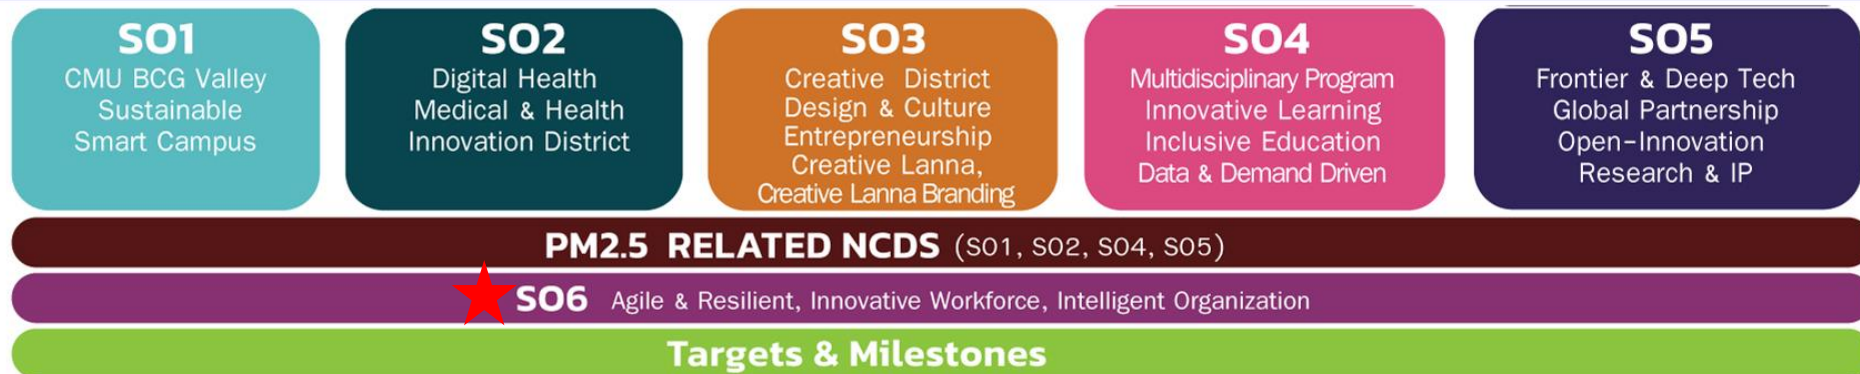 SO1
CMU BCG Valley
Sustainable
Smart Campus
SO2
Digital Health
Medical & Health
Innovation District
SO3
Creative District
Design & Culture
Entrepreneurship
Creative Lanna,
Creative Lanna Branding
SO4
Multidisciplinary Program
Innovative Learning
Inclusive Education
Data & Demand Driven
SO5
Frontier & Deep Tech
Global Partnership
Open-Innovation
Research & IP
PM2.5 RELATED NCDS (SO1, SO2, SO4, SO5)
SO6 Agile & Resilient, Innovative Workforce, Intelligent Organization
Targets & Milestones